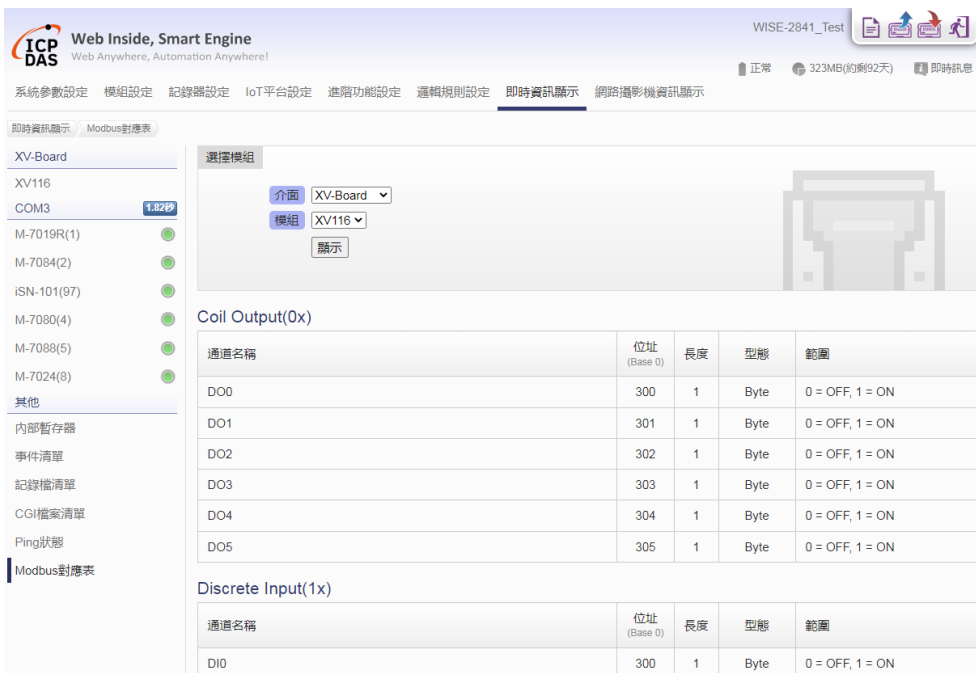 ICP DAS
Web Inside, Smart Engine
Web Anywhere, Automation Anywhere!
WISE-2841_Test
正常 323MB(約剩92天) 即時訊息
系統參數設定 模組設定 記錄器設定 IoT平台設定 進階功能設定 邏輯規則設定 即時資訊顯示 網路攝影機資訊顯示
即時資訊顯示 Modbus對應表
XV-Board
XV116
COM3 1.82秒
M-7019R(1)
M-7084(2)
iSN-101(97)
M-7080(4)
M-7088(5)
M-7024(8)
其他
內部暫存器
事件清單
記錄檔清單
CGI檔案清單
Ping狀態
Modbus對應表
選擇模組
介面 XV-Board
模組 XV116
顯示
Coil Output(0x)
通道名稱 位址 (Base 0) 長度 型態 範圍
DO0 300 1 Byte 0 = OFF, 1 = ON
DO1 301 1 Byte 0 = OFF, 1 = ON
DO2 302 1 Byte 0 = OFF, 1 = ON
DO3 303 1 Byte 0 = OFF, 1 = ON
DO4 304 1 Byte 0 = OFF, 1 = ON
DO5 305 1 Byte 0 = OFF, 1 = ON
Discrete Input(1x)
通道名稱 位址 (Base 0) 長度 型態 範圍
DI0 300 1 Byte 0 = OFF, 1 = ON